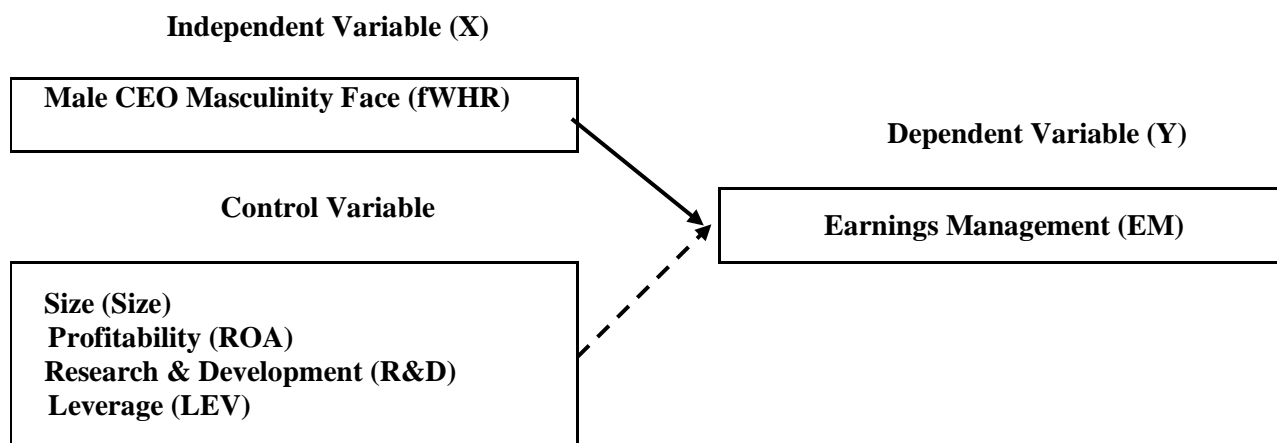 Independent Variable (X)
Male CEO Masculinity Face (fWHR)
Dependent Variable (Y)
Control Variable
Earnings Management (EM)
Size (Size)
Profitability (ROA)
Research & Development (R&D)
Leverage (LEV)